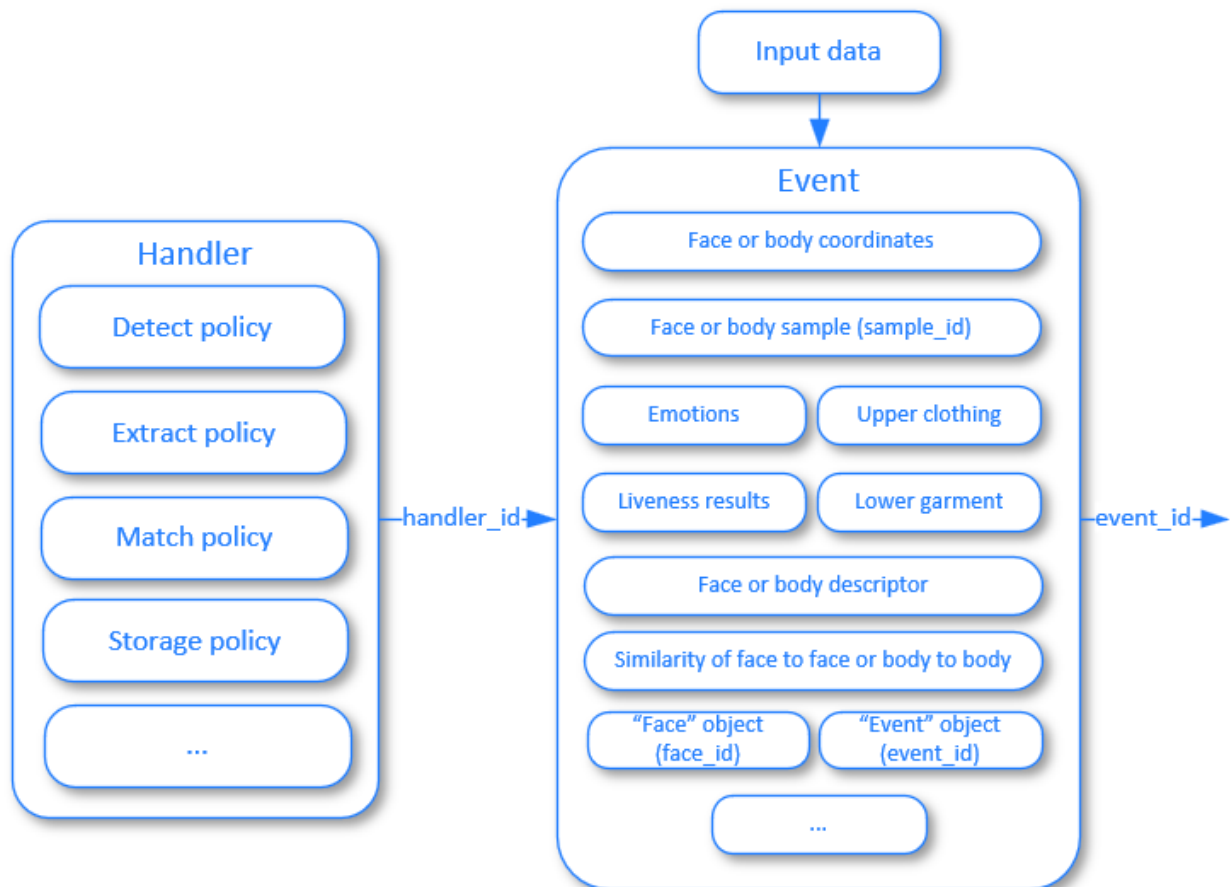 Input data
Handler
Detect policy
Extract policy
Match policy
Storage policy
...
handler_id
Event
Face or body coordinates
Face or body sample (sample_id)
Emotions
Upper clothing
Liveness results
Lower garment
Face or body descriptor
Similarity of face to face or body to body
“Face” object
(face_id)
“Event” object
(event_id)
...
event_id